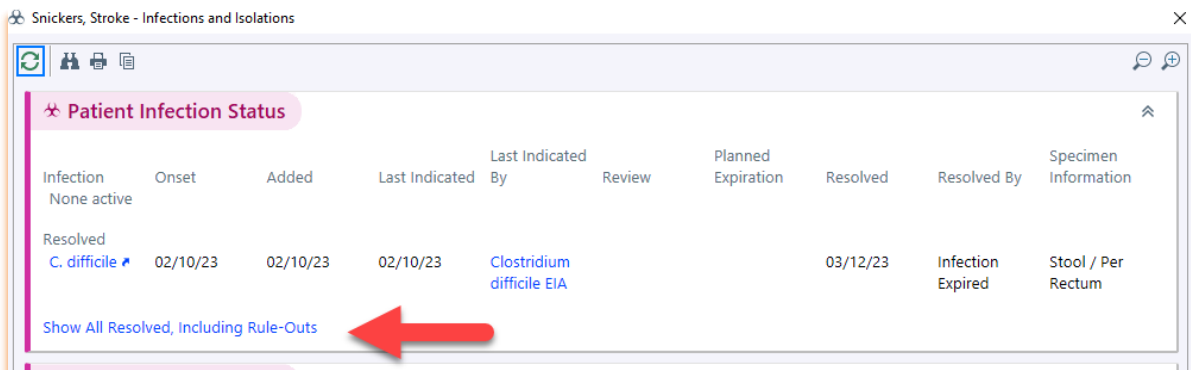 Snickers, Stroke - Infections and Isolations
Patient Infection Status
Infection Onset Added Last Indicated Last Indicated By Review Planned Expiration Resolved Resolved By Specimen Information
None active
Resolved
C. difficile 02/10/23 02/10/23 02/10/23 Clostridium difficile EIA 03/12/23 Infection Expired Stool / Per Rectum
Show All Resolved, Including Rule-Outs